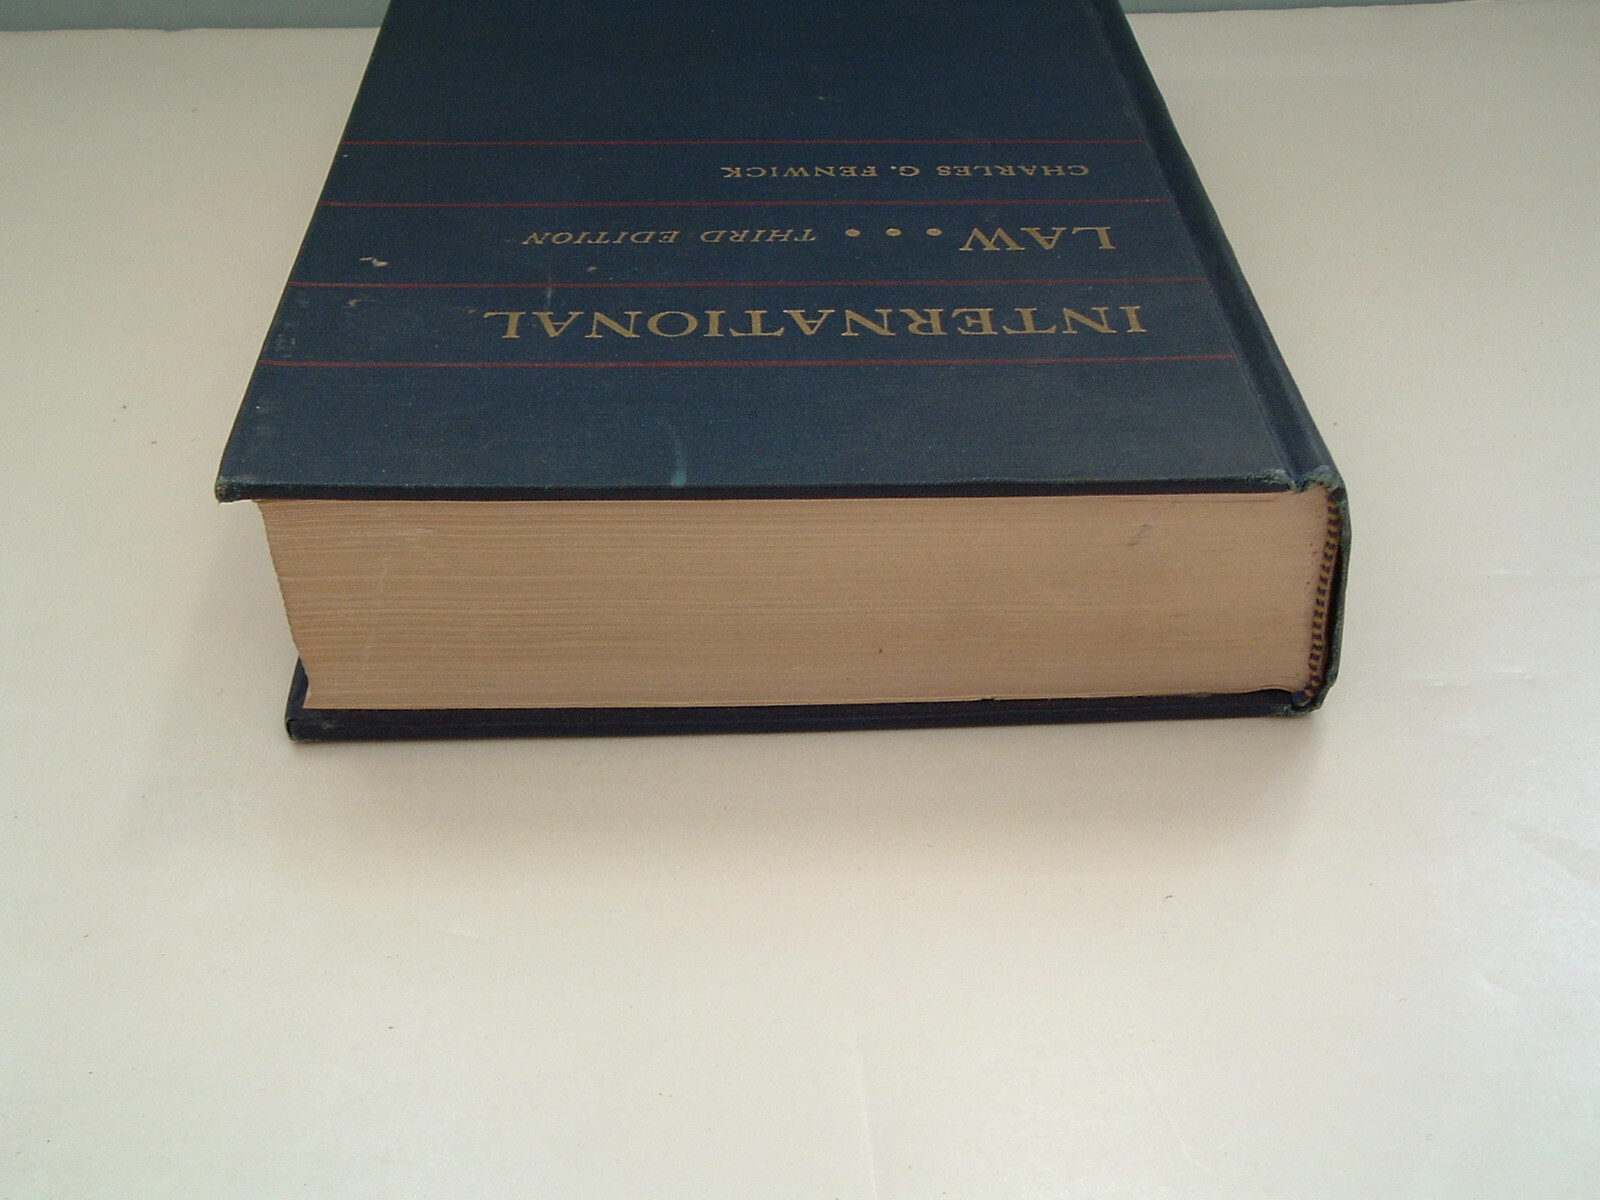 INTERNATIONAL
LAW • • • THIRD EDITION
CHARLES G. FENWICK